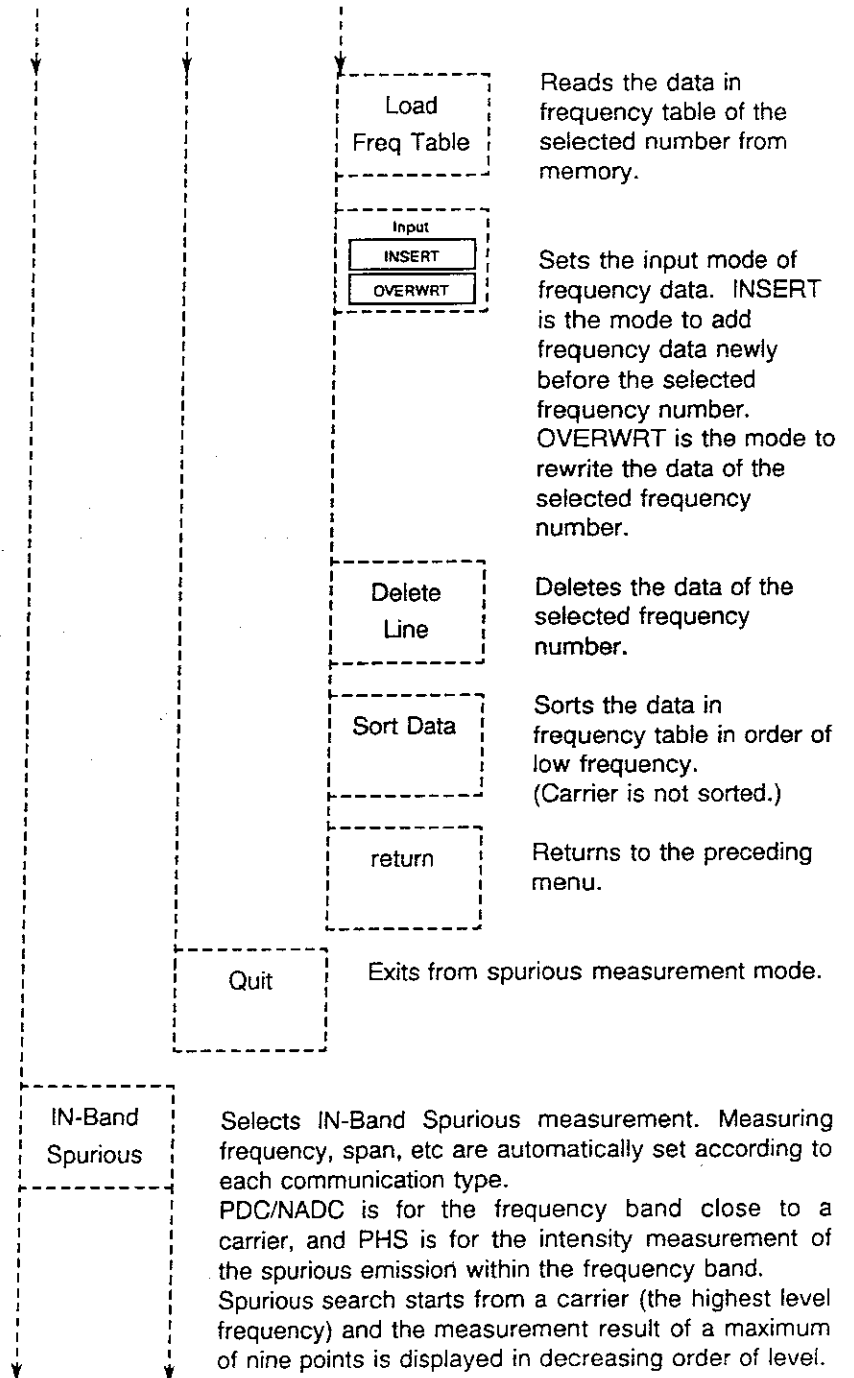 Load
Freq Table
Reads the data in
frequency table of the
selected number from
memory.
Input
INSERT
OVERWRT
Sets the input mode of
frequency data. INSERT
is the mode to add
frequency data newly
before the selected
frequency number.
OVERWRT is the mode to
rewrite the data of the
selected frequency
number.
Delete
Line
Deletes the data of the
selected frequency
number.
Sort Data
Sorts the data in
frequency table in order of
low frequency.
(Carrier is not sorted.)
return
Returns to the preceding
menu.
Quit
Exits from spurious measurement mode.
IN-Band
Spurious
Selects IN-Band Spurious measurement. Measuring
frequency, span, etc are automatically set according to
each communication type.
PDC/NADC is for the frequency band close to a
carrier, and PHS is for the intensity measurement of
the spurious emission within the frequency band.
Spurious search starts from a carrier (the highest level
frequency) and the measurement result of a maximum
of nine points is displayed in decreasing order of level.